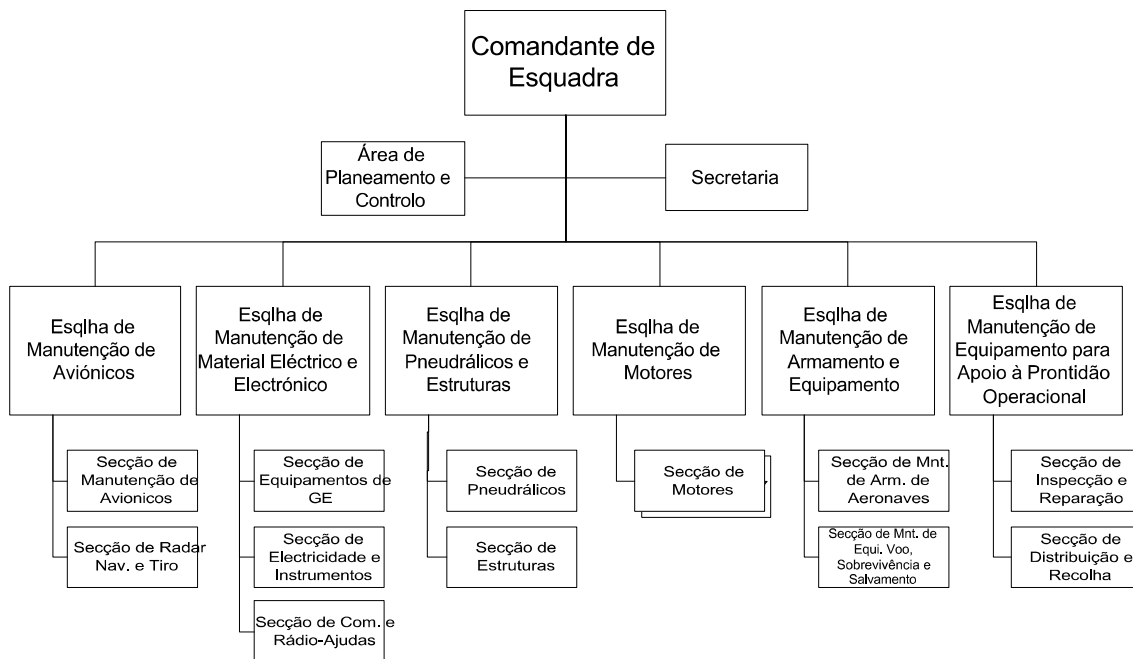 Comandante de
Esquadra
Área de
Planeamento e
Controlo
Secretaria
Esqlha de
Manutenção de
Aviónicos
Esqlha de
Manutenção de
Material Eléctrico e
Electrónico
Esqlha de
Manutenção de
Pneudrálicos e
Estruturas
Esqlha de
Manutenção de
Motores
Esqlha de
Manutenção de
Armamento e
Equipamento
Esqlha de
Manutenção de
Equipamento para
Apoio à Prontidão
Operacional
Secção de
Manutenção de
Avionicos
Secção de Radar
Nav. e Tiro
Secção de
Equipamentos de
GE
Secção de
Electricidade e
Instrumentos
Secção de Com. e
Rádio-Ajudas
Secção de
Pneudrálicos
Secção de
Estruturas
Secção de
Motores
Secção de Mnt.
de Arm. de
Aeronaves
Secção de Mnt. de
Equi. Voo,
Sobrevivência e
Salvamento
Secção de
Inspecção e
Reparação
Secção de
Distribuição e
Recolha